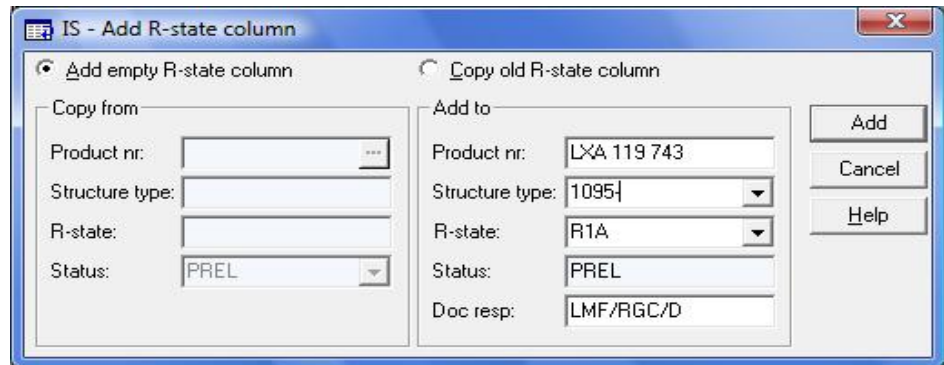 IS - Add R-state column
Add empty R-state column
Copy old R-state column
Copy from
Product nr:
...
Structure type:
R-state:
Status:
PREL
Add to
Product nr:
LXA 119 743
Structure type:
1095-
R-state:
R1A
Status:
PREL
Doc resp:
LMF/RGC/D
Add
Cancel
Help